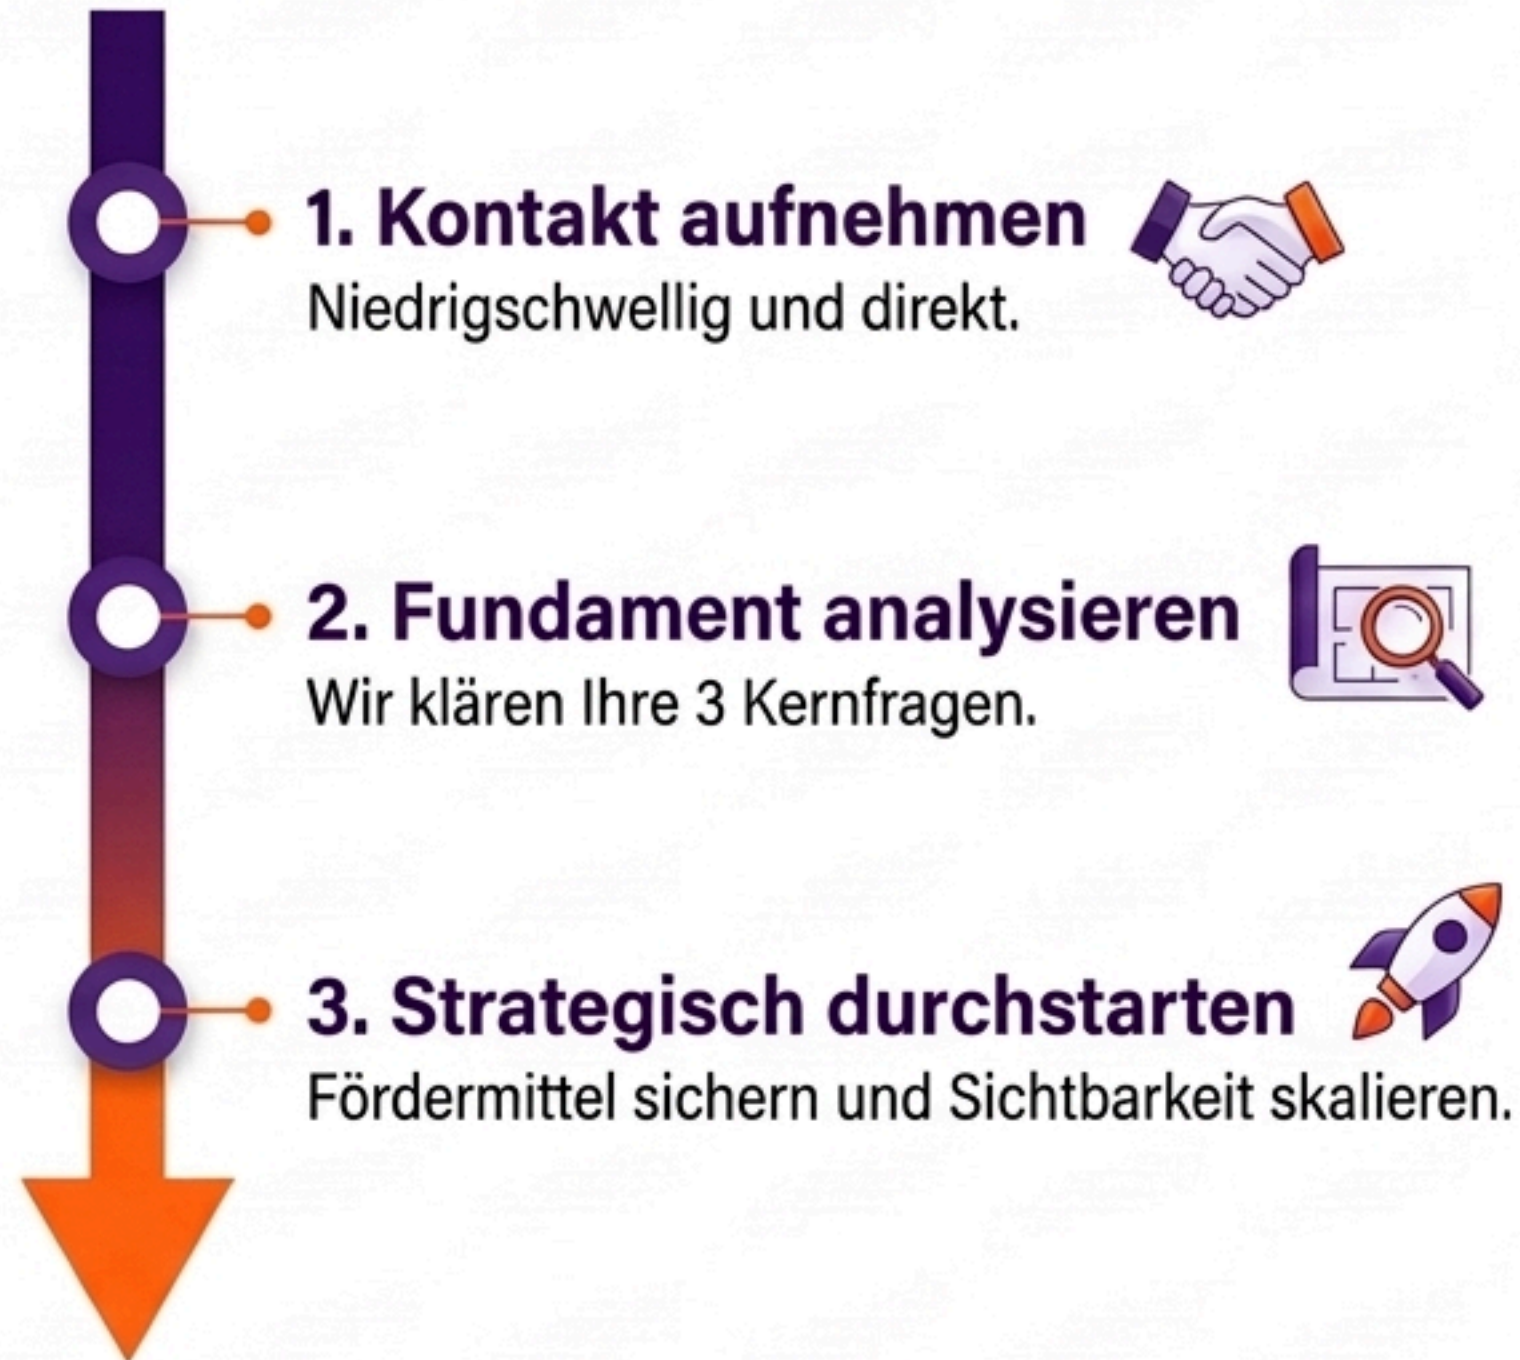 1. Kontakt aufnehmen
Niedrigschwellig und direkt.
2. Fundament analysieren
Wir klären Ihre 3 Kernfragen.
3. Strategisch durchstarten
Fördermittel sichern und Sichtbarkeit skalieren.